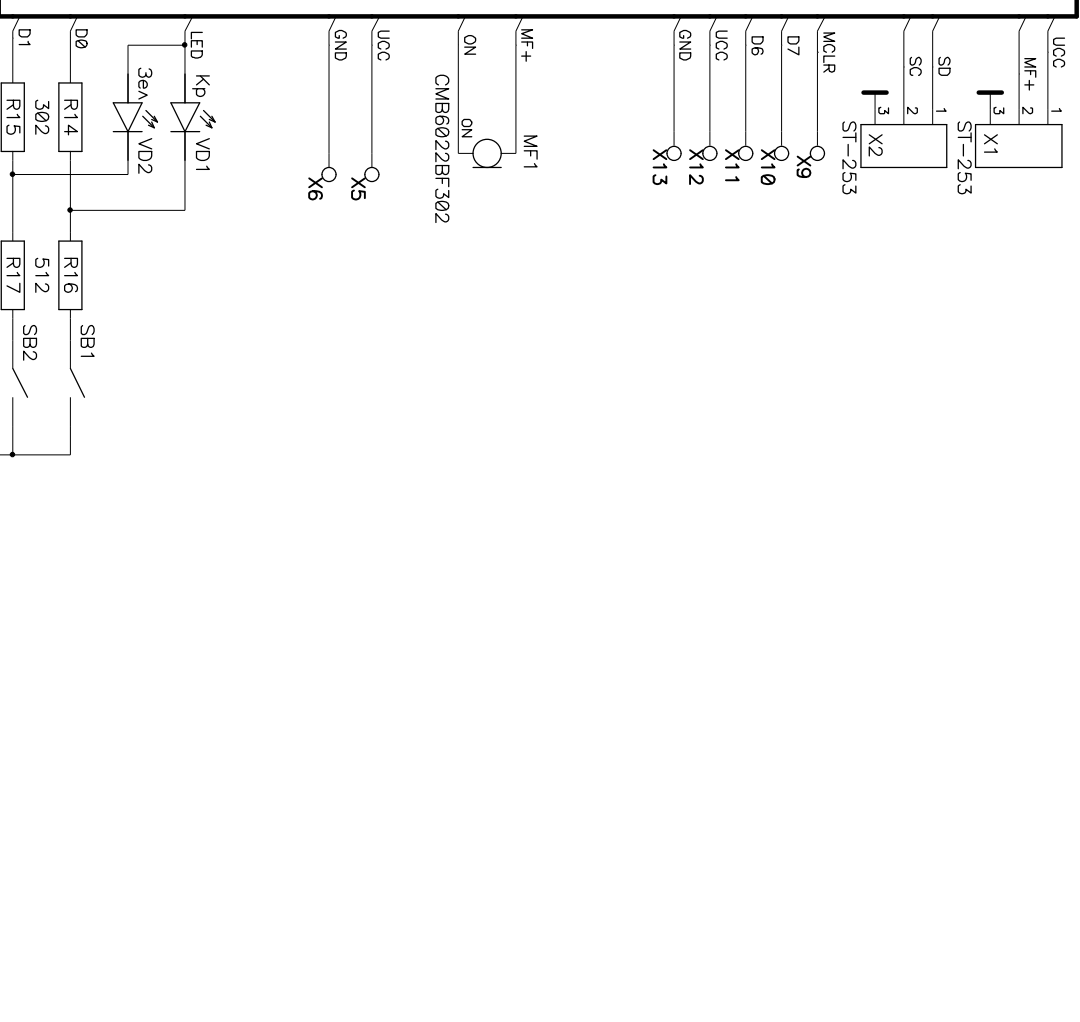 UCC
1
MF+
2
3
X1
ST-253
SD
1
SC
2
3
X2
ST-253
MCLR
X9
D7
X10
D6
X11
UCC
X12
GND
X13
MF+
MF1
ON
ON
CMB6022BF302
UCC
X5
GND
X6
LED
Кр
VD1
Зел
VD2
D0
R14
302
D1
R15
R16
512
R17
SB1
SB2